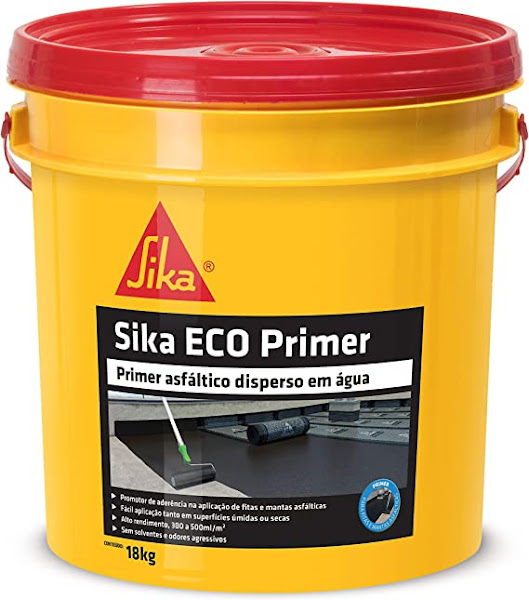 Sika®
Sika ECO Primer
Primer asfáltico disperso em água
PRIMER
• Promotor de aderência na aplicação de fitas e mantas asfálticas
• Fácil aplicação tanto em superfícies úmidas ou secas
• Alto rendimento, 300 a 500ml/m²
• Sem solventes e odores agressivos
CONTEÚDO:
18kg